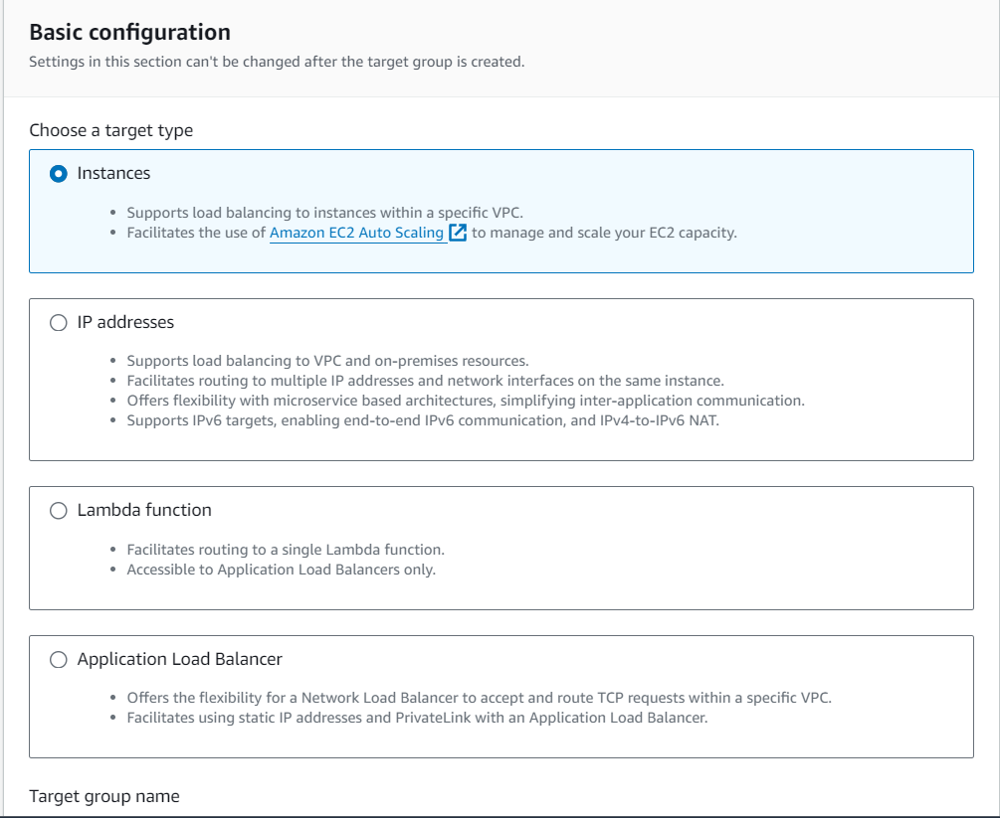 Basic configuration
Settings in this section can't be changed after the target group is created.
Choose a target type
Instances
• Supports load balancing to instances within a specific VPC.
• Facilitates the use of Amazon EC2 Auto Scaling to manage and scale your EC2 capacity.
IP addresses
• Supports load balancing to VPC and on-premises resources.
• Facilitates routing to multiple IP addresses and network interfaces on the same instance.
• Offers flexibility with microservice based architectures, simplifying inter-application communication.
• Supports IPv6 targets, enabling end-to-end IPv6 communication, and IPv4-to-IPv6 NAT.
Lambda function
• Facilitates routing to a single Lambda function.
• Accessible to Application Load Balancers only.
Application Load Balancer
• Offers the flexibility for a Network Load Balancer to accept and route TCP requests within a specific VPC.
• Facilitates using static IP addresses and PrivateLink with an Application Load Balancer.
Target group name